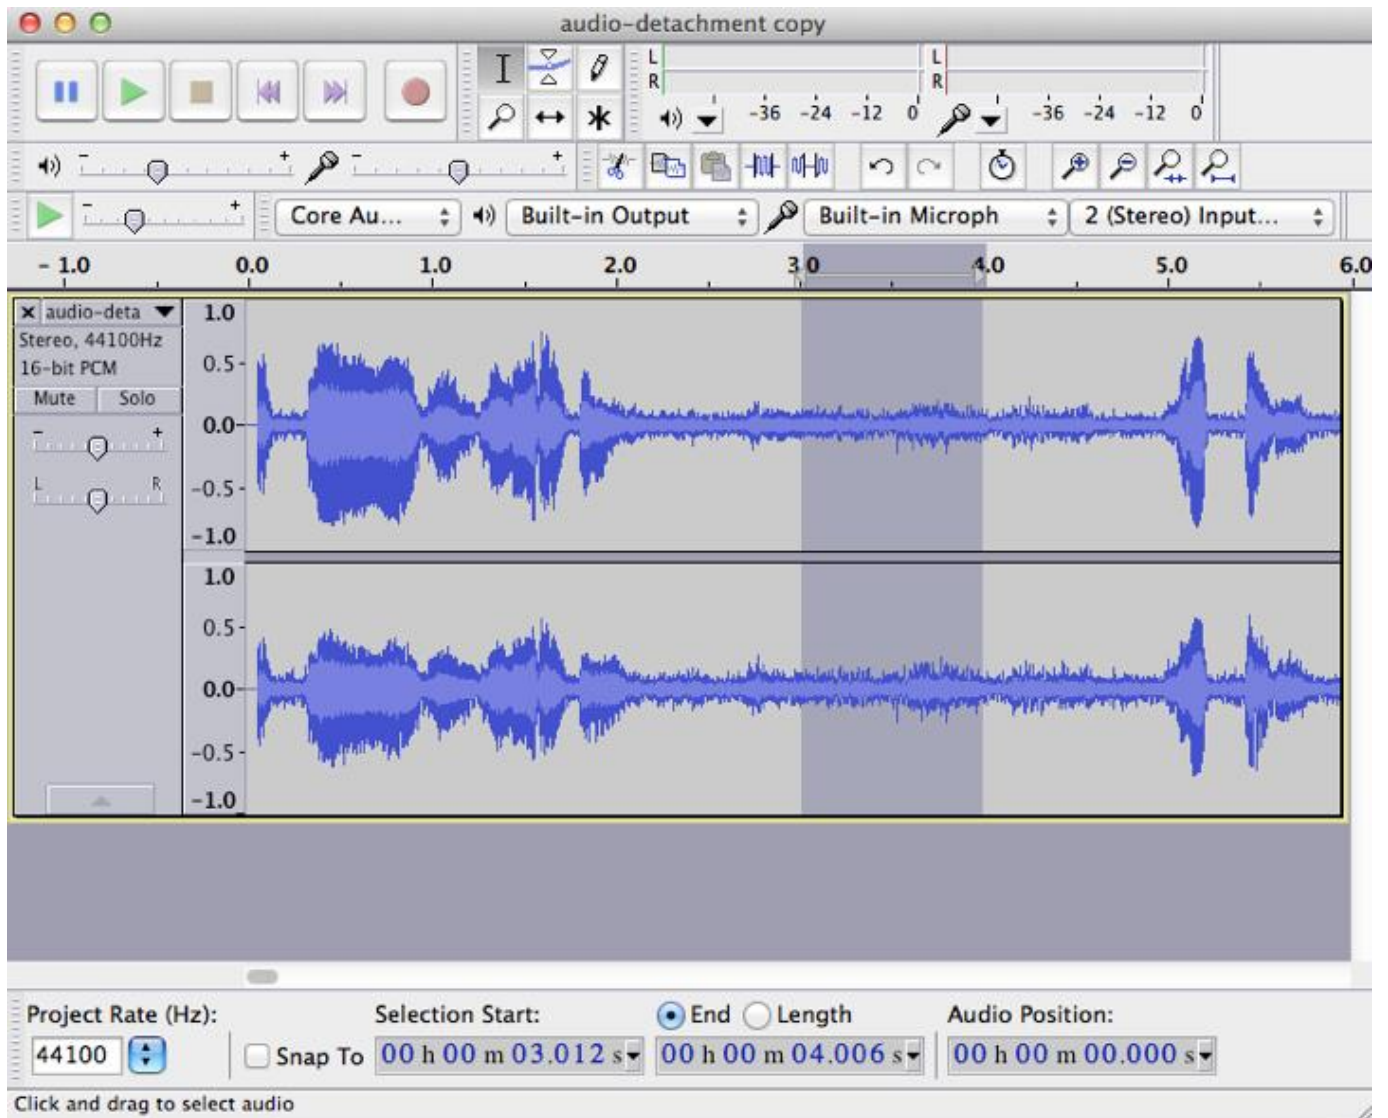 audio-detachment copy
L L
R R
-36 -24 -12 0 -36 -24 -12 0
- + - +
- + Core Au... Built-in Output Built-in Microph 2 (Stereo) Input...
- 1.0 0.0 1.0 2.0 3.0 4.0 5.0 6.0
audio-deta 1.0
Stereo, 44100Hz
0.5-
16-bit PCM
Mute Solo
- + 0.0-
L R -0.5-
-1.0
1.0
0.5-
0.0-
-0.5-
-1.0
Project Rate (Hz): Selection Start: End Length Audio Position:
44100 Snap To 00 h 00 m 03.012 s 00 h 00 m 04.006 s 00 h 00 m 00.000 s
Click and drag to select audio